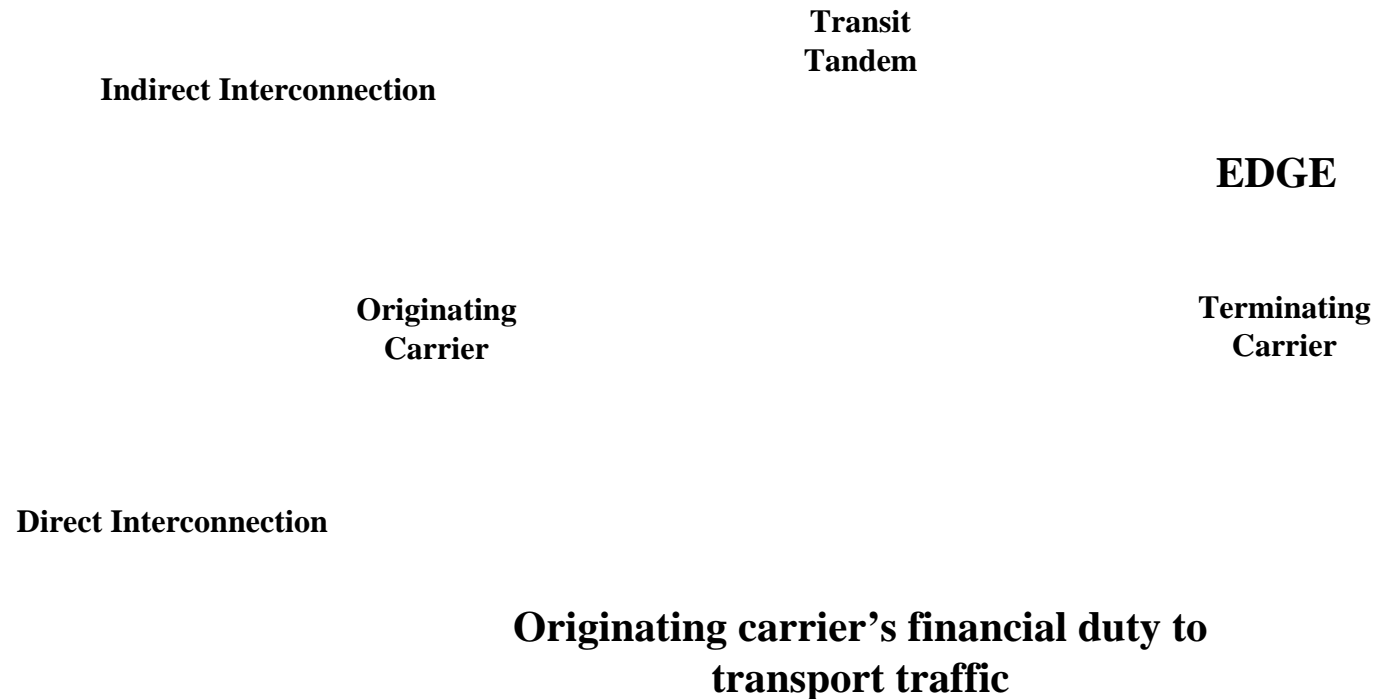 Transit
Tandem
Indirect Interconnection
EDGE
Originating
Carrier
Terminating
Carrier
Direct Interconnection
Originating carrier’s financial duty to
transport traffic